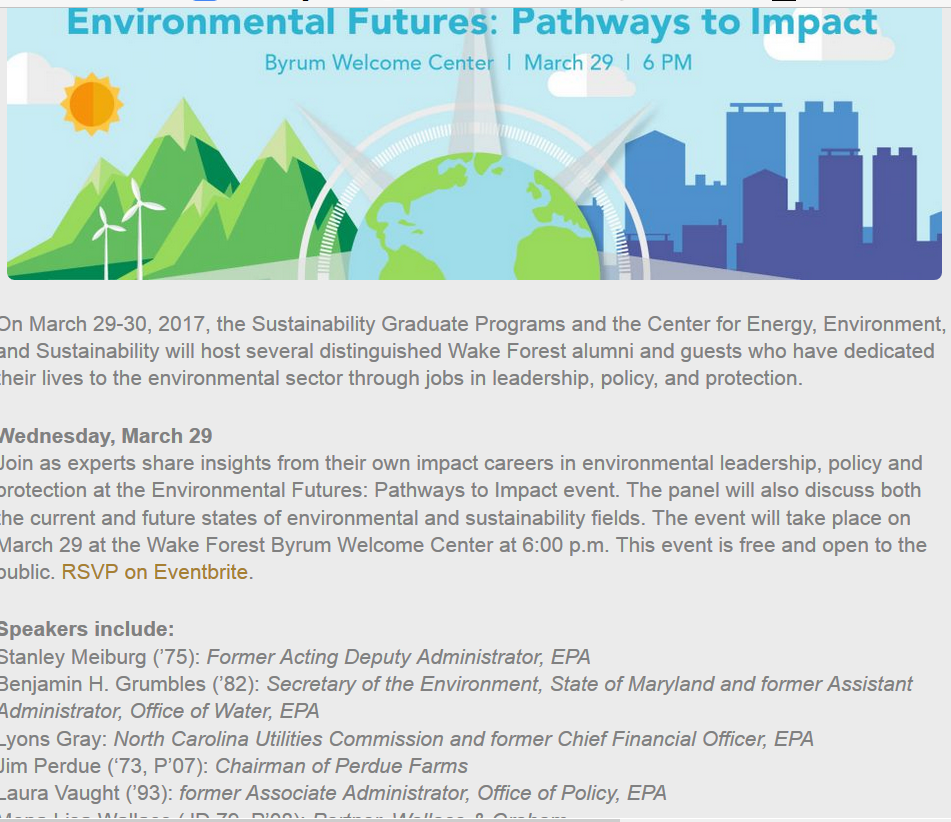 Environmental Futures: Pathways to Impact
Byrum Welcome Center | March 29 | 6 PM
On March 29-30, 2017, the Sustainability Graduate Programs and the Center for Energy, Environment,
and Sustainability will host several distinguished Wake Forest alumni and guests who have dedicated
their lives to the environmental sector through jobs in leadership, policy, and protection.
Wednesday, March 29
Join as experts share insights from their own impact careers in environmental leadership, policy and
protection at the Environmental Futures: Pathways to Impact event. The panel will also discuss both
the current and future states of environmental and sustainability fields. The event will take place on
March 29 at the Wake Forest Byrum Welcome Center at 6:00 p.m. This event is free and open to the
public. RSVP on Eventbrite.
Speakers include:
Stanley Meiburg (’75): Former Acting Deputy Administrator, EPA
Benjamin H. Grumbles (’82): Secretary of the Environment, State of Maryland and former Assistant
Administrator, Office of Water, EPA
Lyons Gray: North Carolina Utilities Commission and former Chief Financial Officer, EPA
Jim Perdue (‘73, P’07): Chairman of Perdue Farms
Laura Vaught (’93): former Associate Administrator, Office of Policy, EPA